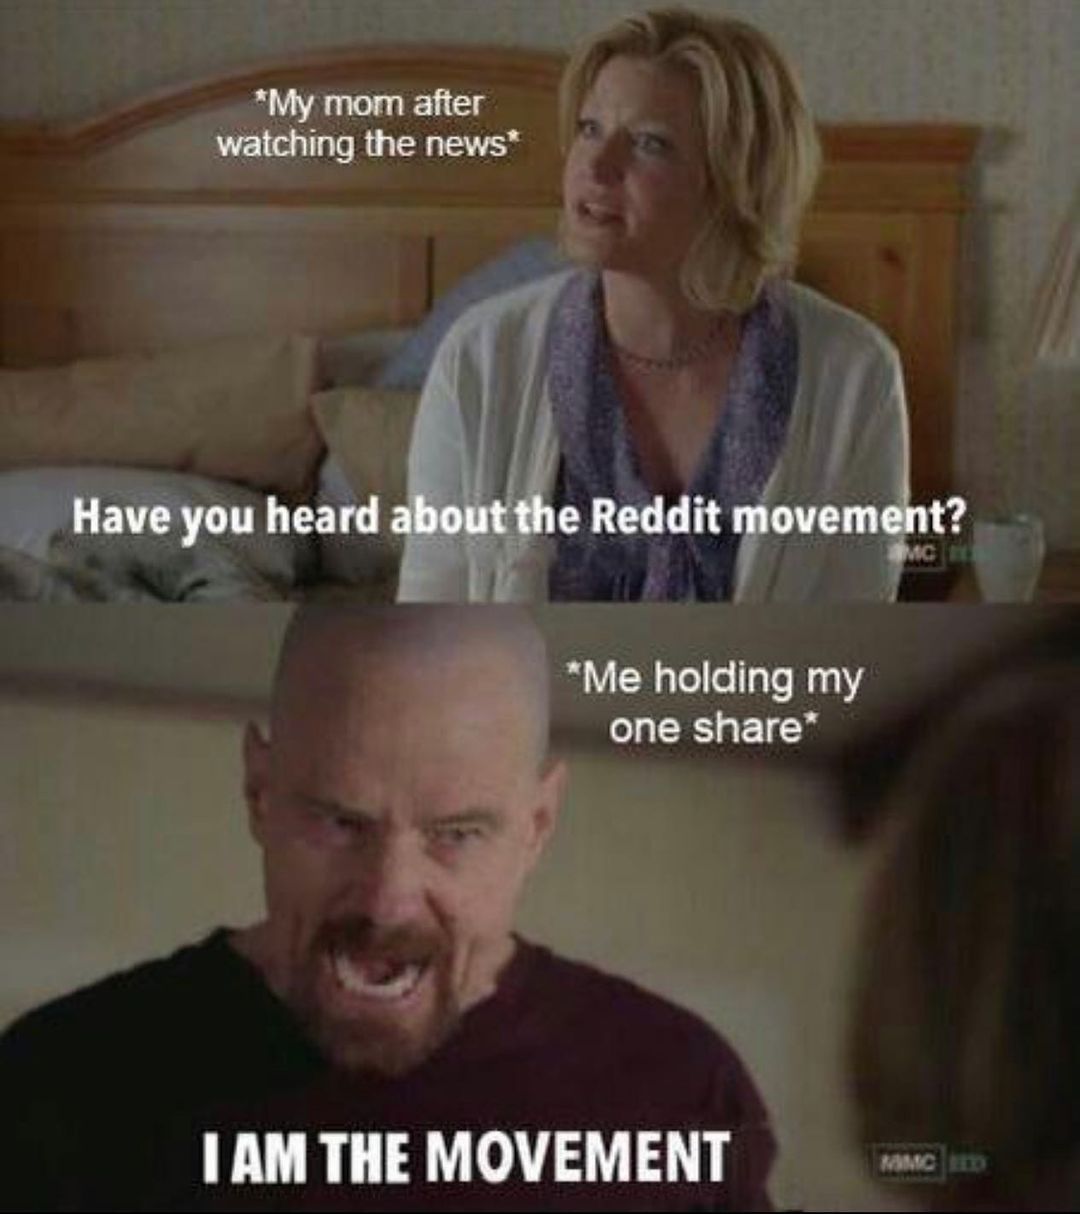 *My mom after
watching the news*
Have you heard about the Reddit movement?
*Me holding my
one share*
I AM THE MOVEMENT